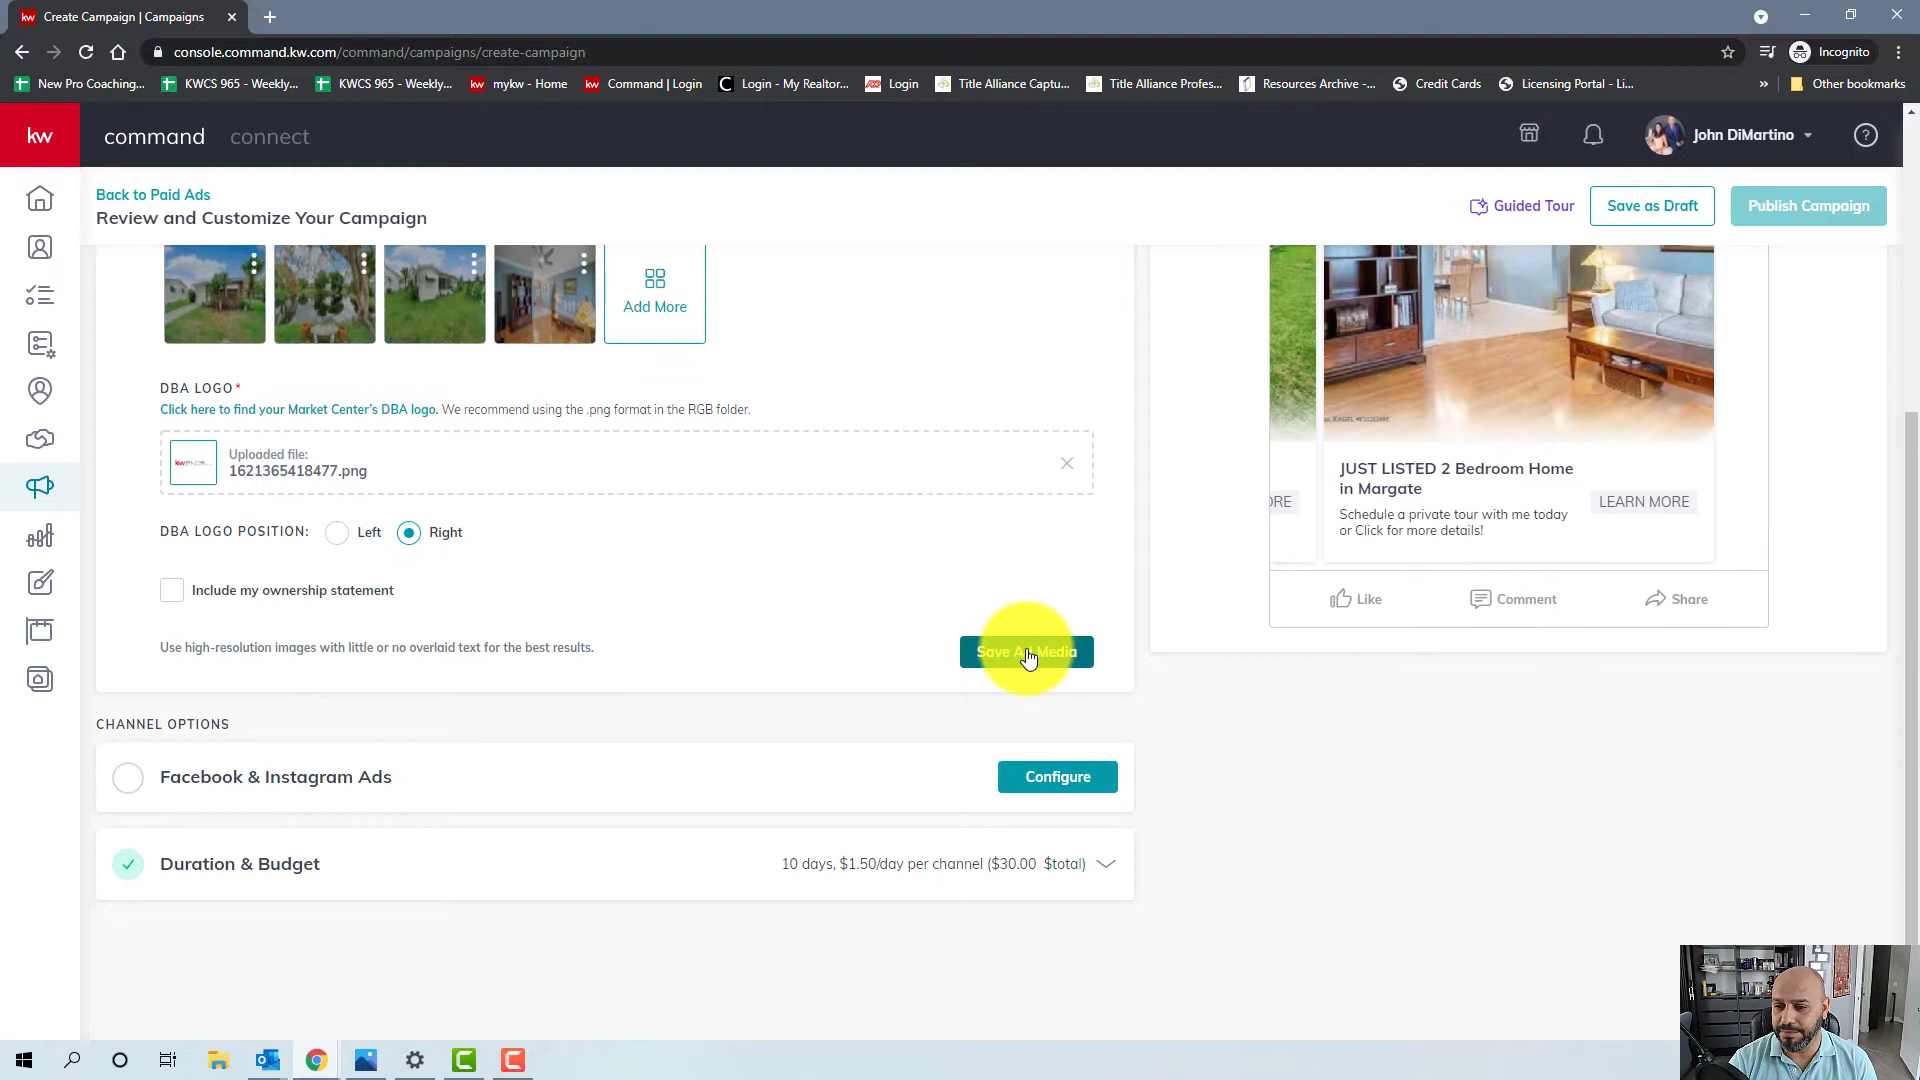 kw Create Campaign | Campaigns
console.command.kw.com/command/campaigns/create-campaign
Incognito
New Pro Coaching...
KWCS 965 - Weekly...
KWCS 965 - Weekly...
kw mykw - Home
kw Command | Login
Login - My Realtor...
Login
Title Alliance Captu...
Title Alliance Profes...
Resources Archive -...
Credit Cards
Licensing Portal - Li...
»
Other bookmarks
kw
command connect
John DiMartino
Back to Paid Ads
Review and Customize Your Campaign
Guided Tour
Save as Draft
Publish Campaign
Add More
DBA LOGO*
Click here to find your Market Center's DBA logo. We recommend using the .png format in the RGB folder.
Uploaded file:
1621365418477.png
DBA LOGO POSITION: Left Right
Include my ownership statement
Use high-resolution images with little or no overlaid text for the best results.
Save Ad Media
CHANNEL OPTIONS
Facebook & Instagram Ads
Configure
Duration & Budget
10 days, $1.50/day per channel ($30.00 $total)
ORE
JUST LISTED 2 Bedroom Home
in Margate
Schedule a private tour with me today
or Click for more details!
LEARN MORE
Like
Comment
Share